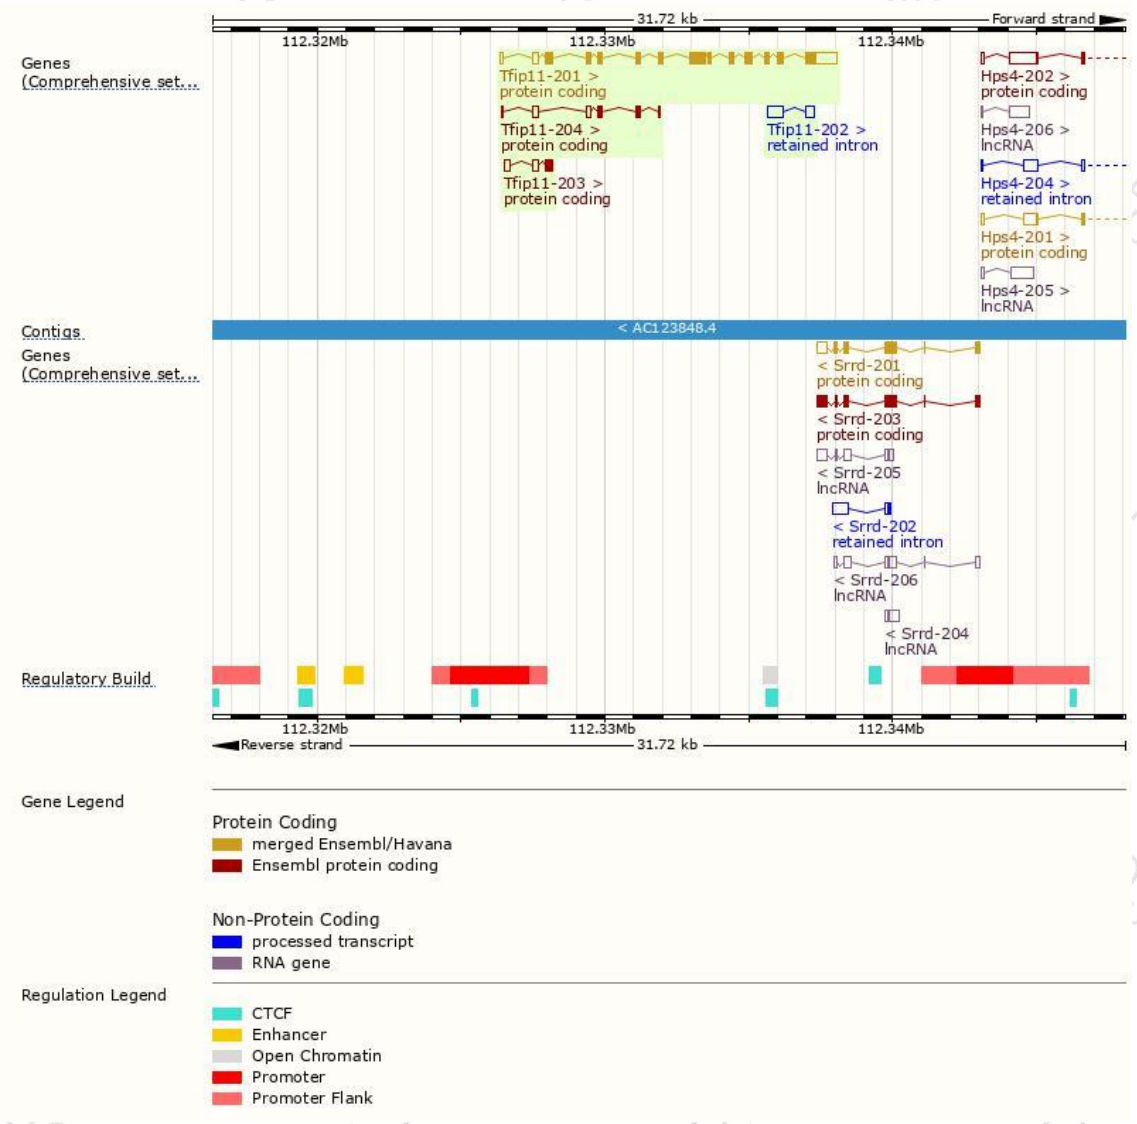 31.72 kb Forward strand
112.32Mb 112.33Mb 112.34Mb
Genes
(Comprehensive set...
Tfip11-201 >
protein coding
Hps4-202 >
protein coding
Tfip11-204 >
protein coding
Tfip11-202 >
retained intron
Hps4-206 >
lncRNA
Tfip11-203 >
protein coding
Hps4-204 >
retained intron
Hps4-201 >
protein coding
Hps4-205 >
lncRNA
Contigs
< AC123848.4
Genes
(Comprehensive set...
< Srrd-201
protein coding
< Srrd-203
protein coding
< Srrd-205
lncRNA
< Srrd-202
retained intron
< Srrd-206
lncRNA
< Srrd-204
lncRNA
Regulatory Build
112.32Mb 112.33Mb 112.34Mb
Reverse strand 31.72 kb
Gene Legend
Protein Coding
merged Ensembl/Havana
Ensembl protein coding
Non-Protein Coding
processed transcript
RNA gene
Regulation Legend
CTCF
Enhancer
Open Chromatin
Promoter
Promoter Flank